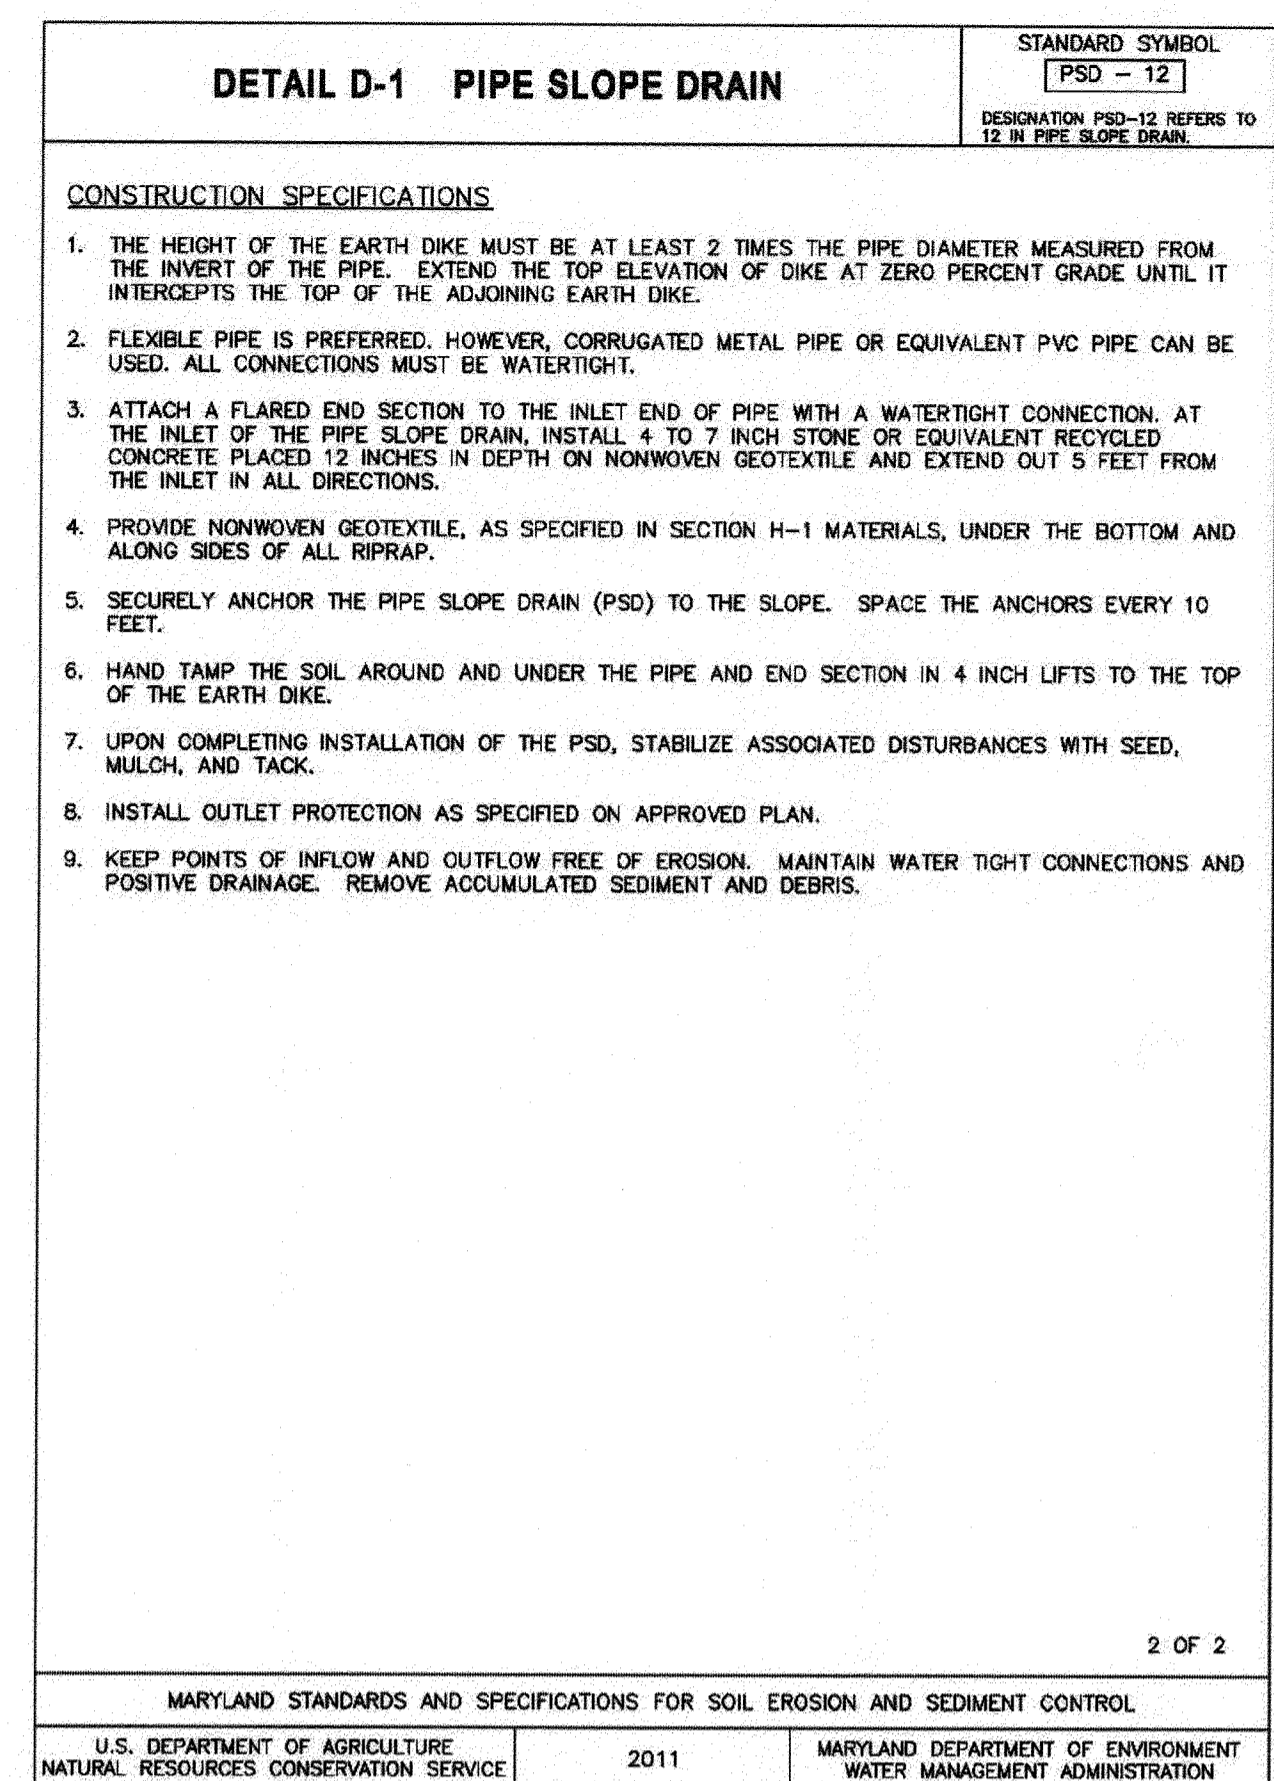 DETAIL D-1 PIPE SLOPE DRAIN
STANDARD SYMBOL
PSD - 12
DESIGNATION PSD-12 REFERS TO
12 IN PIPE SLOPE DRAIN.
CONSTRUCTION SPECIFICATIONS
1. THE HEIGHT OF THE EARTH DIKE MUST BE AT LEAST 2 TIMES THE PIPE DIAMETER MEASURED FROM
THE INVERT OF THE PIPE. EXTEND THE TOP ELEVATION OF DIKE AT ZERO PERCENT GRADE UNTIL IT
INTERCEPTS THE TOP OF THE ADJOINING EARTH DIKE.
2. FLEXIBLE PIPE IS PREFERRED. HOWEVER, CORRUGATED METAL PIPE OR EQUIVALENT PVC PIPE CAN BE
USED. ALL CONNECTIONS MUST BE WATERTIGHT.
3. ATTACH A FLARED END SECTION TO THE INLET END OF PIPE WITH A WATERTIGHT CONNECTION. AT
THE INLET OF THE PIPE SLOPE DRAIN, INSTALL 4 TO 7 INCH STONE OR EQUIVALENT RECYCLED
CONCRETE PLACED 12 INCHES IN DEPTH ON NONWOVEN GEOTEXTILE AND EXTEND OUT 5 FEET FROM
THE INLET IN ALL DIRECTIONS.
4. PROVIDE NONWOVEN GEOTEXTILE, AS SPECIFIED IN SECTION H-1 MATERIALS, UNDER THE BOTTOM AND
ALONG SIDES OF ALL RIPRAP.
5. SECURELY ANCHOR THE PIPE SLOPE DRAIN (PSD) TO THE SLOPE. SPACE THE ANCHORS EVERY 10
FEET.
6. HAND TAMP THE SOIL AROUND AND UNDER THE PIPE AND END SECTION IN 4 INCH LIFTS TO THE TOP
OF THE EARTH DIKE.
7. UPON COMPLETING INSTALLATION OF THE PSD, STABILIZE ASSOCIATED DISTURBANCES WITH SEED,
MULCH, AND TACK.
8. INSTALL OUTLET PROTECTION AS SPECIFIED ON APPROVED PLAN.
9. KEEP POINTS OF INFLOW AND OUTFLOW FREE OF EROSION. MAINTAIN WATER TIGHT CONNECTIONS AND
POSITIVE DRAINAGE. REMOVE ACCUMULATED SEDIMENT AND DEBRIS.
2 OF 2
MARYLAND STANDARDS AND SPECIFICATIONS FOR SOIL EROSION AND SEDIMENT CONTROL
U.S. DEPARTMENT OF AGRICULTURE
NATURAL RESOURCES CONSERVATION SERVICE
2011
MARYLAND DEPARTMENT OF ENVIRONMENT
WATER MANAGEMENT ADMINISTRATION